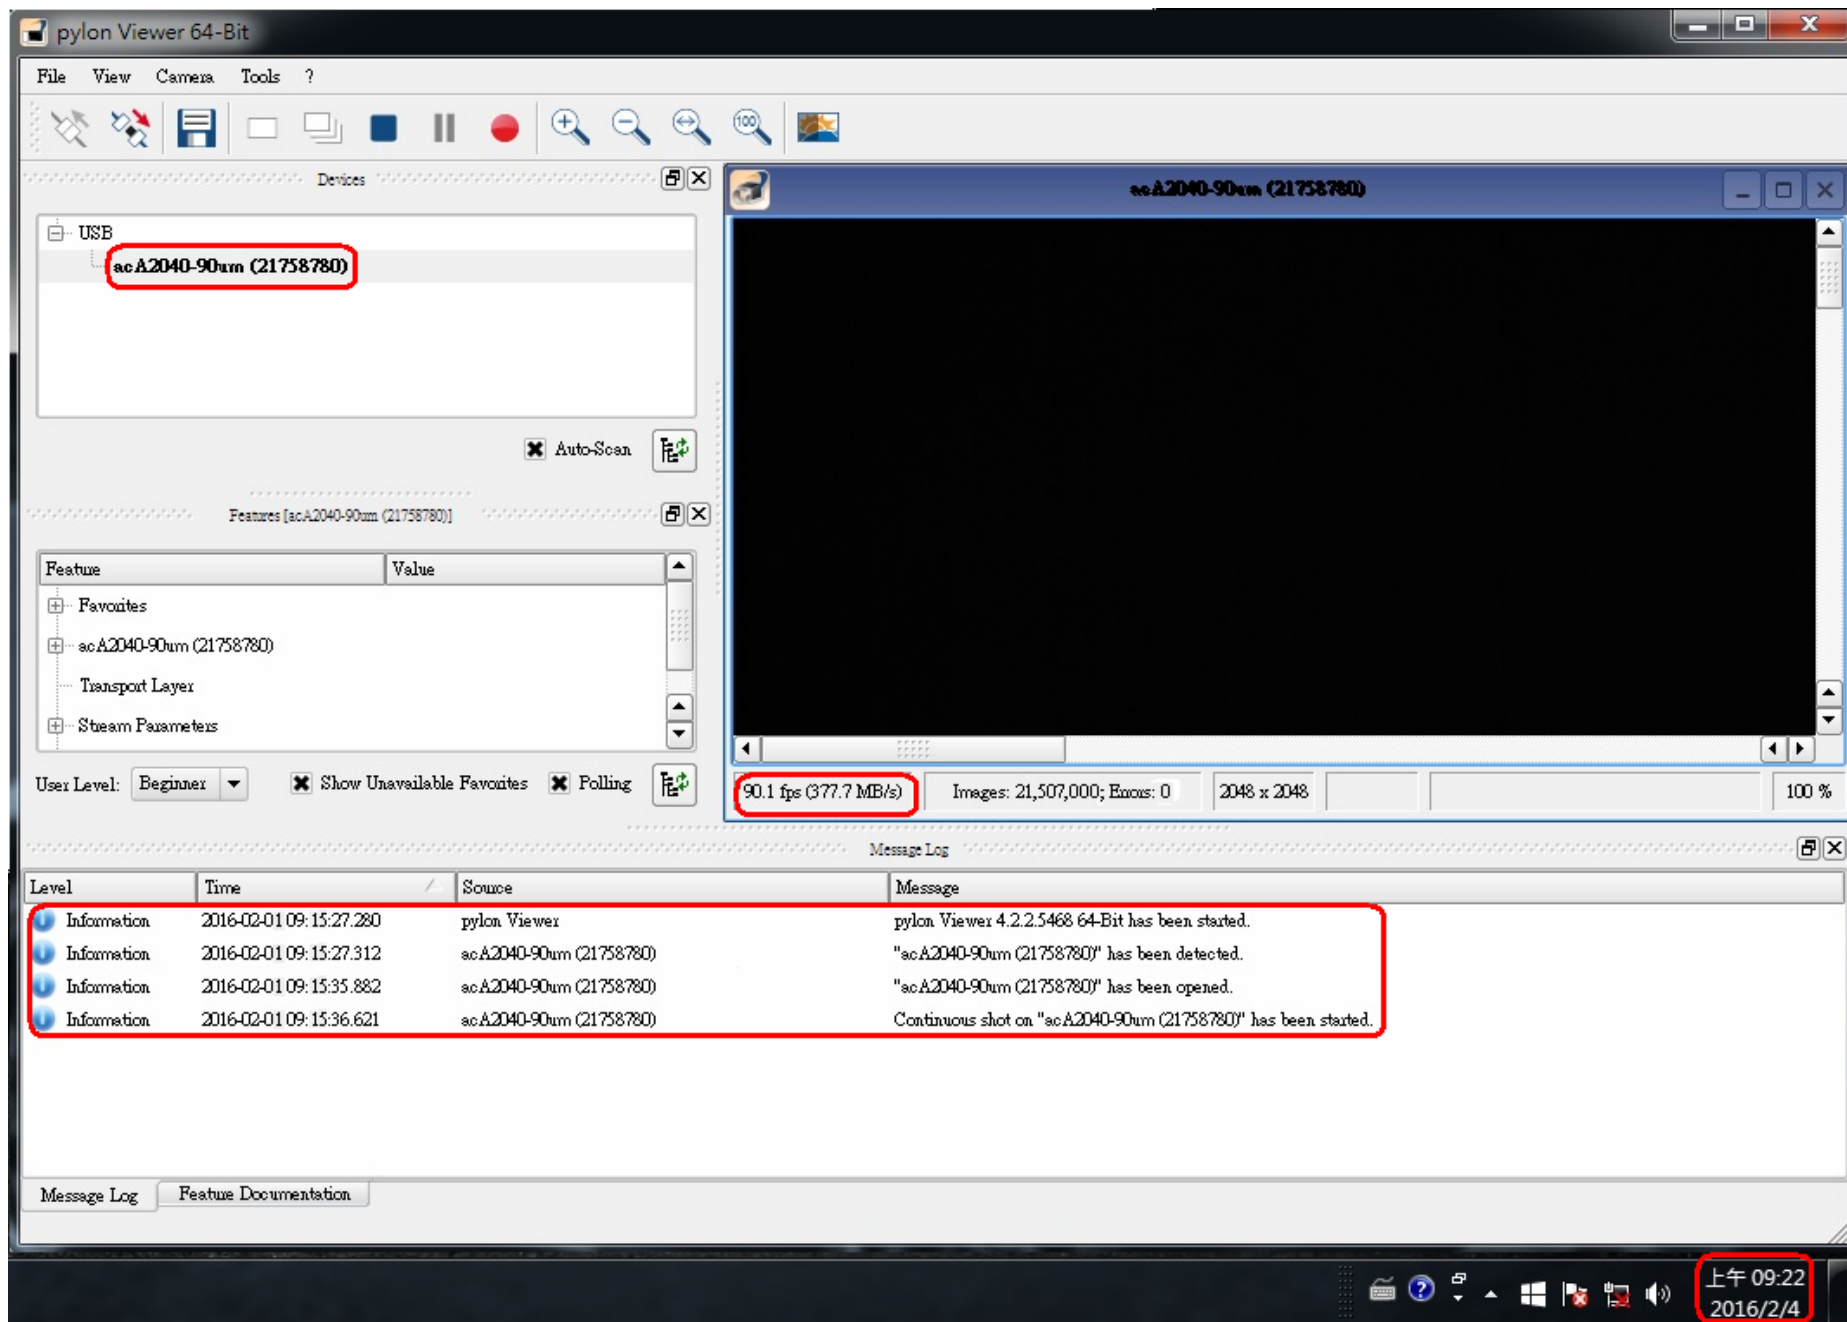 pylon Viewer 64-Bit
File View Camera Tools ?
100
Devices
USB
acA2040-90um (21758780)
Auto-Scan
Features [acA2040-90um (21758780)]
Feature Value
Favorites
acA2040-90um (21758780)
Transport Layer
Stream Parameters
User Level: Beginner Show Unavailable Favorites Polling
acA2040-90um (21758780)
90.1 fps (377.7 MB/s) Images: 21,507,000; Errors: 0 2048 x 2048 100 %
Message Log
Level Time Source Message
Information 2016-02-01 09:15:27.280 pylon Viewer pylon Viewer 4.2.2.5468 64-Bit has been started.
Information 2016-02-01 09:15:27.312 acA2040-90um (21758780) "acA2040-90um (21758780)" has been detected.
Information 2016-02-01 09:15:35.882 acA2040-90um (21758780) "acA2040-90um (21758780)" has been opened.
Information 2016-02-01 09:15:36.621 acA2040-90um (21758780) Continuous shot on "acA2040-90um (21758780)" has been started.
Message Log Feature Documentation
上午 09:22
2016/2/4